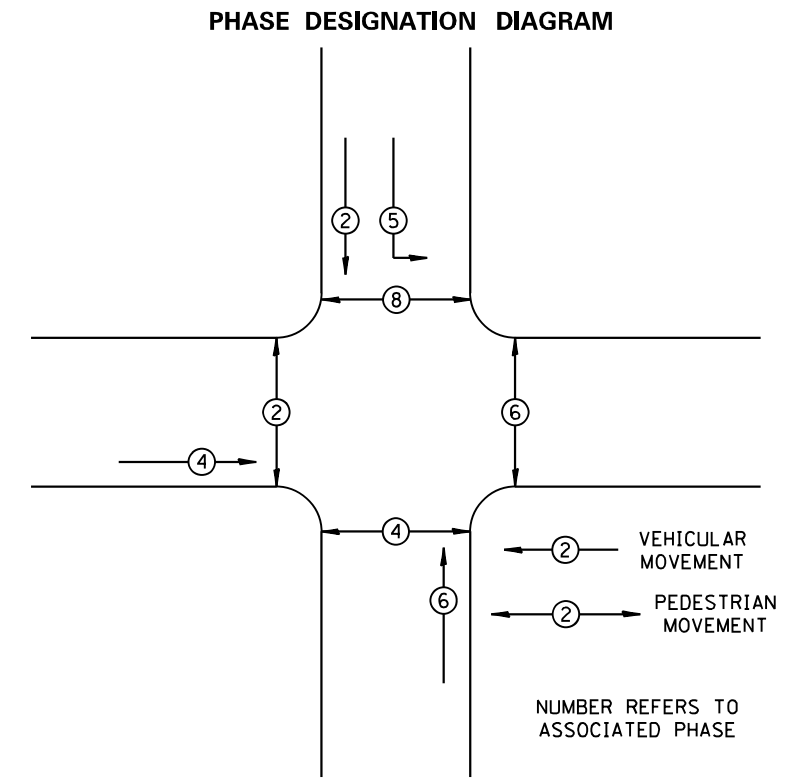 PHASE DESIGNATION DIAGRAM
2 5
8
2 6
4
4
2 VEHICULAR
MOVEMENT
6
2 PEDESTRIAN
MOVEMENT
NUMBER REFERS TO
ASSOCIATED PHASE